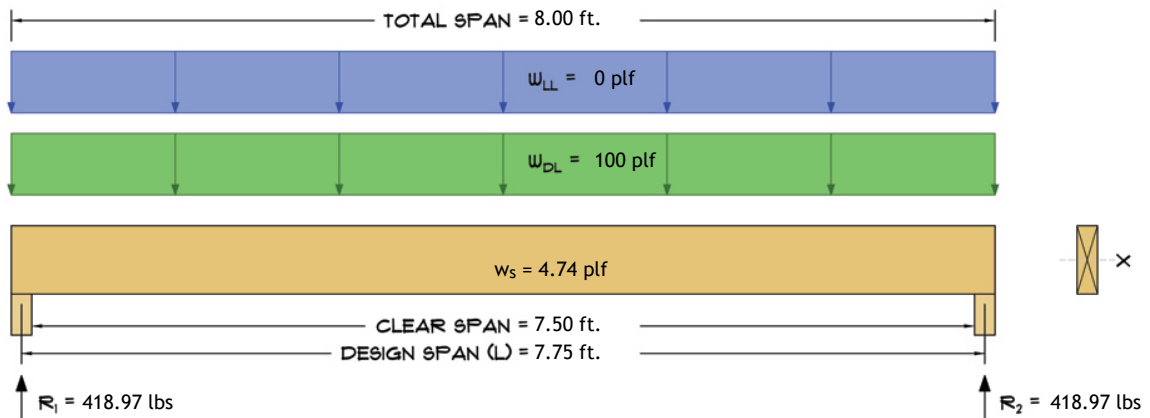 TOTAL SPAN = 8.00 ft.
WLL = 0 plf
WDL = 100 plf
ws = 4.74 plf
X
CLEAR SPAN = 7.50 ft.
DESIGN SPAN (L) = 7.75 ft.
R1 = 418.97 lbs
R2 = 418.97 lbs